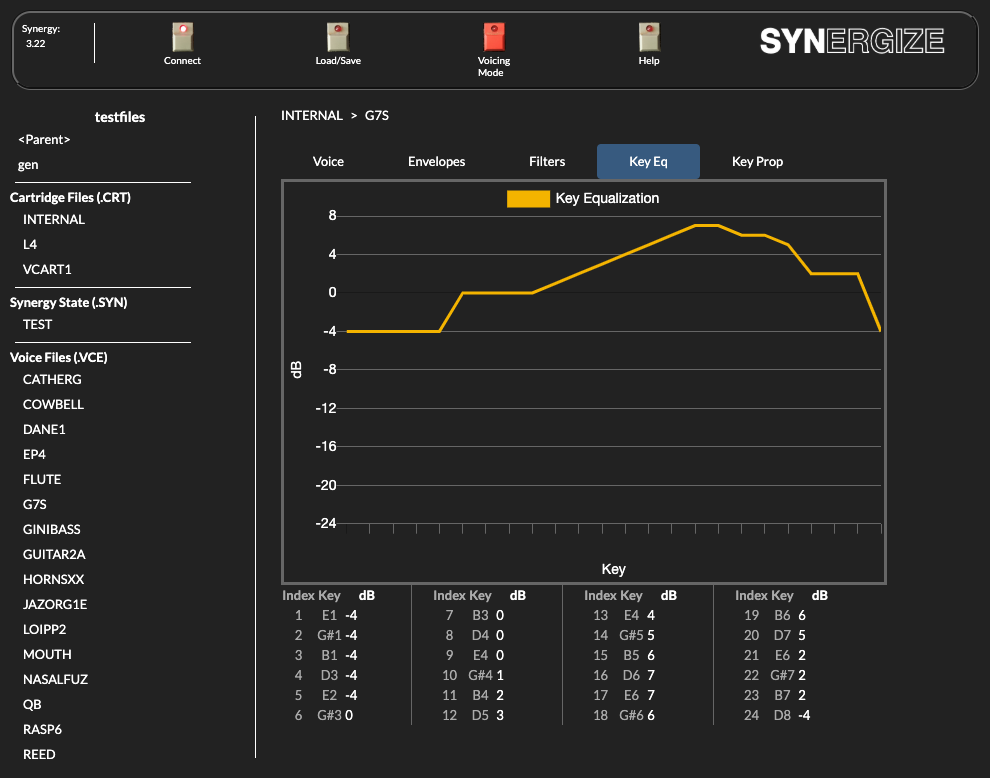 Synergy:
3.22
Connect
Load/Save
Voicing
Mode
Help
SYNERGIZE
testfiles
<Parent>
gen
Cartridge Files (.CRT)
INTERNAL
L4
VCART1
Synergy State (.SYN)
TEST
Voice Files (.VCE)
CATHERG
COWBELL
DANE1
EP4
FLUTE
G7S
GINIBASS
GUITAR2A
HORNSXX
JAZORG1E
LOIPP2
MOUTH
NASALFUZ
QB
RASP6
REED
INTERNAL > G7S
Voice Envelopes Filters Key Eq Key Prop
Key Equalization
8
4
0
-4
-8
-12
-16
-20
-24
dB
Key
Index Key dB Index Key dB Index Key dB Index Key dB
1 E1 -4 7 B3 0 13 E4 4 19 B6 6
2 G#1 -4 8 D4 0 14 G#5 5 20 D7 5
3 B1 -4 9 E4 0 15 B5 6 21 E6 2
4 D3 -4 10 G#4 1 16 D6 7 22 G#7 2
5 E2 -4 11 B4 2 17 E6 7 23 B7 2
6 G#3 0 12 D5 3 18 G#6 6 24 D8 -4